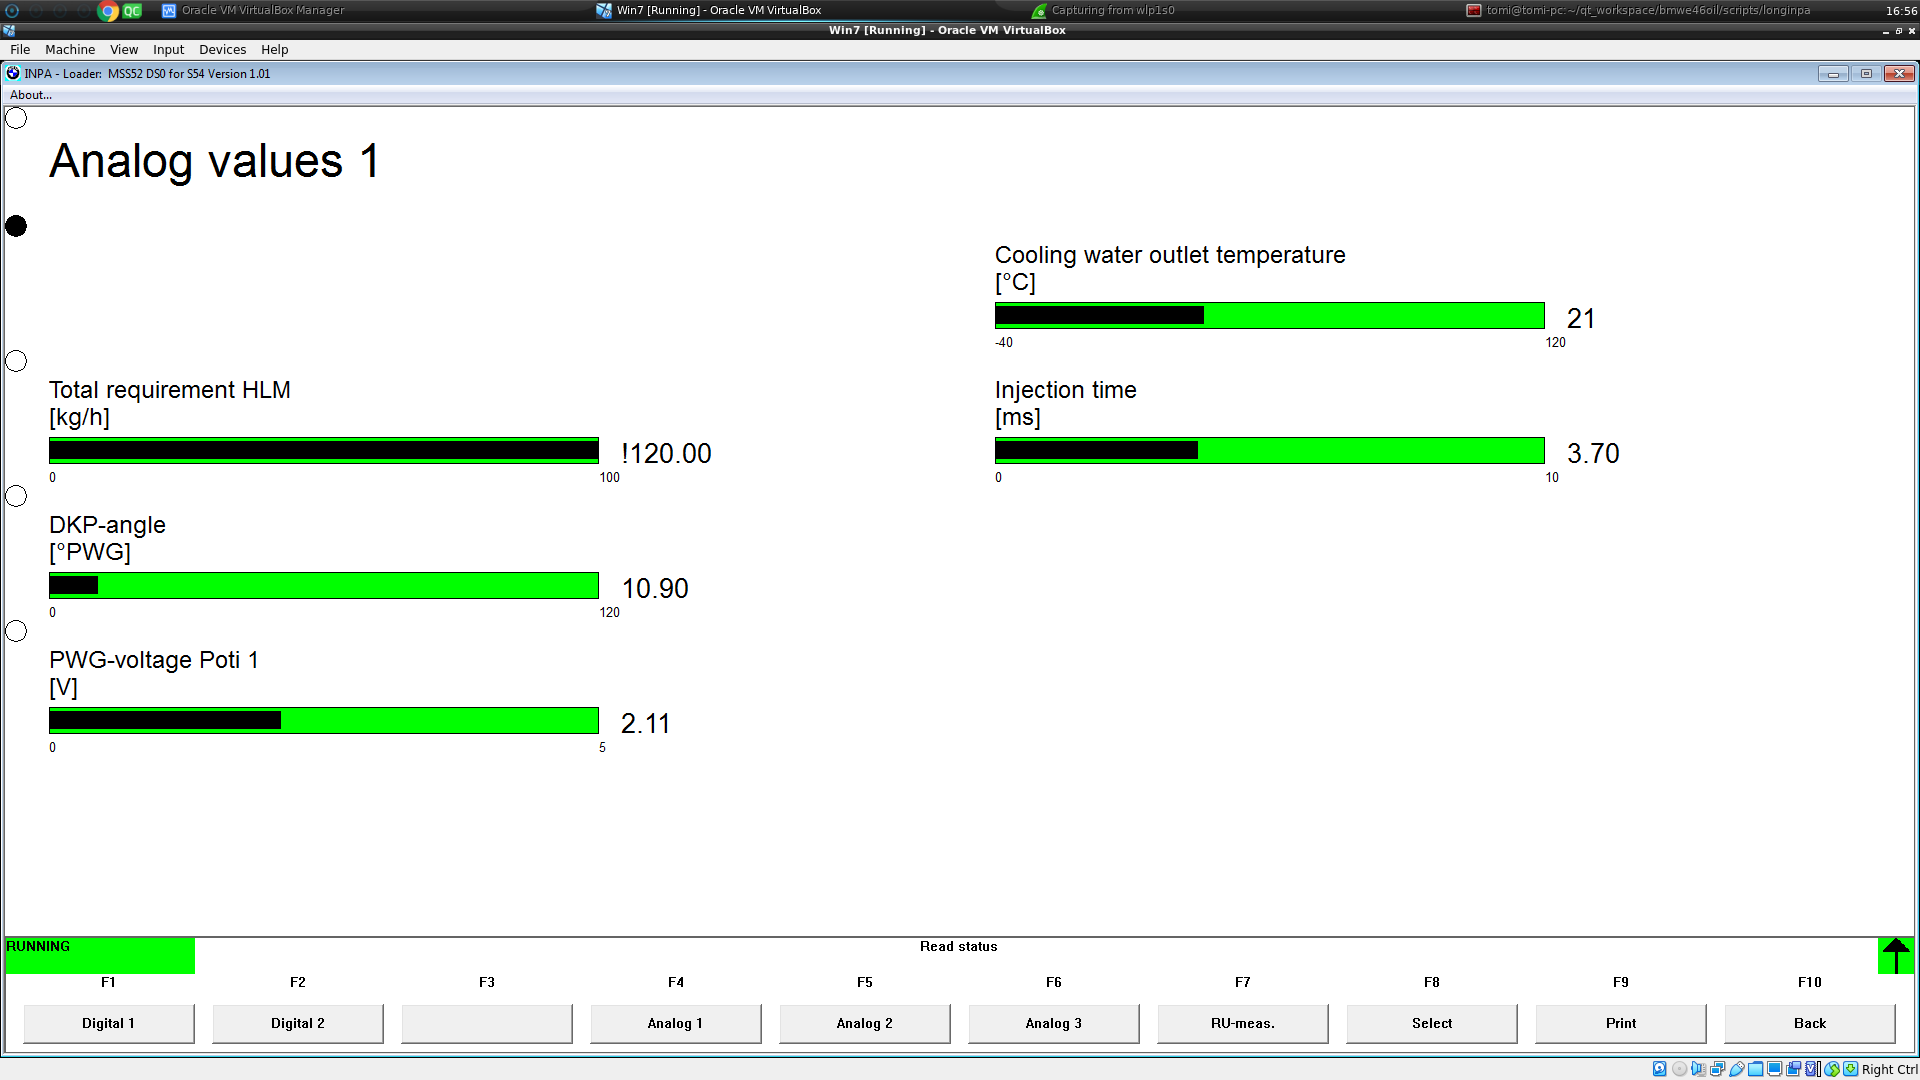 QC
Oracle VM VirtualBox Manager
Win7 [Running] - Oracle VM VirtualBox
Capturing from wlp1s0
tomi@tomi-pc:~/qt_workspace/bmwe46oil/scripts/longinpa
16:56
Win7 [Running] - Oracle VM VirtualBox
File Machine View Input Devices Help
INPA - Loader: MSS52 DS0 for S54 Version 1.01
About...
Analog values 1
Cooling water outlet temperature
[°C]
21
-40 120
Total requirement HLM
[kg/h]
!120.00
0 100
Injection time
[ms]
3.70
0 10
DKP-angle
[°PWG]
10.90
0 120
PWG-voltage Poti 1
[V]
2.11
0 5
RUNNING
Read status
F1 F2 F3 F4 F5 F6 F7 F8 F9 F10
Digital 1 Digital 2 Analog 1 Analog 2 Analog 3 RU-meas. Select Print Back
Right Ctrl